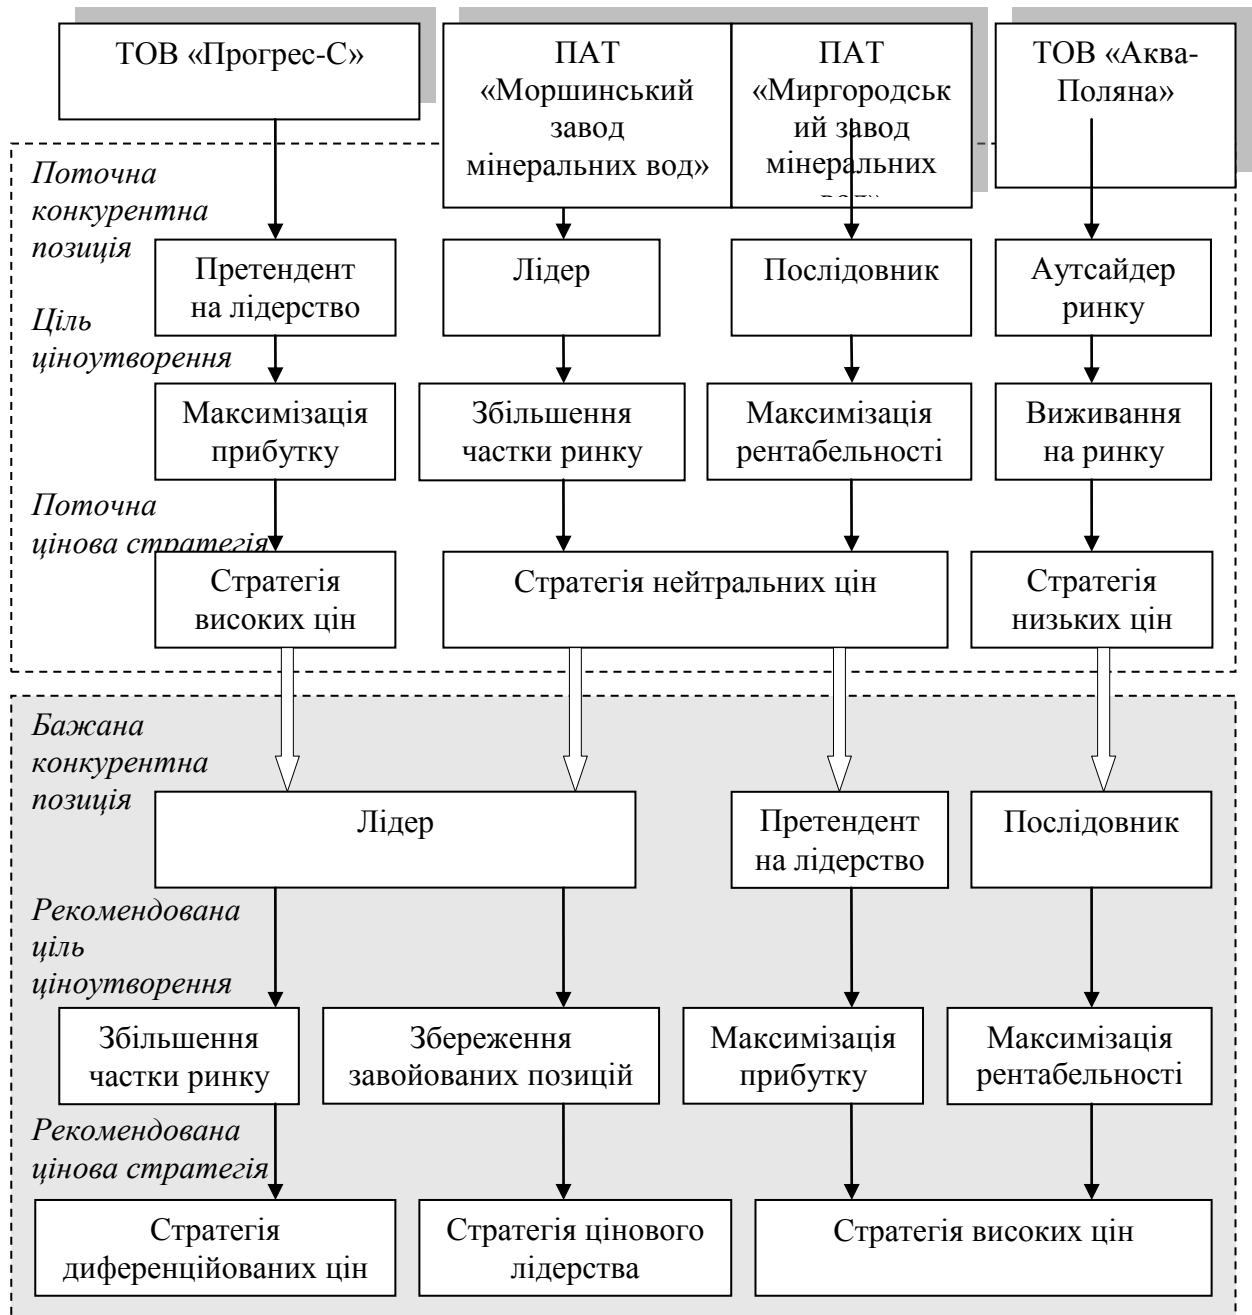 ТОВ «Прогрес-С»
ПАТ
«Моршинський
завод
мінеральних вод»
ПАТ
«Миргородськ
ий завод
мінеральних
вод»
ТОВ «Аква-
Поляна»
Поточна
конкурентна
позиція
Претендент
на лідерство
Лідер
Послідовник
Аутсайдер
ринку
Ціль
ціноутворення
Максимізація
прибутку
Збільшення
частки ринку
Максимізація
рентабельності
Виживання
на ринку
Поточна
цінова стратегія
Стратегія
високих цін
Стратегія нейтральних цін
Стратегія
низьких цін
Бажана
конкурентна
позиція
Лідер
Претендент
на лідерство
Послідовник
Рекомендована
ціль
ціноутворення
Збільшення
частки ринку
Збереження
завойованих позицій
Максимізація
прибутку
Максимізація
рентабельності
Рекомендована
цінова стратегія
Стратегія
диференційованих цін
Стратегія цінового
лідерства
Стратегія високих цін